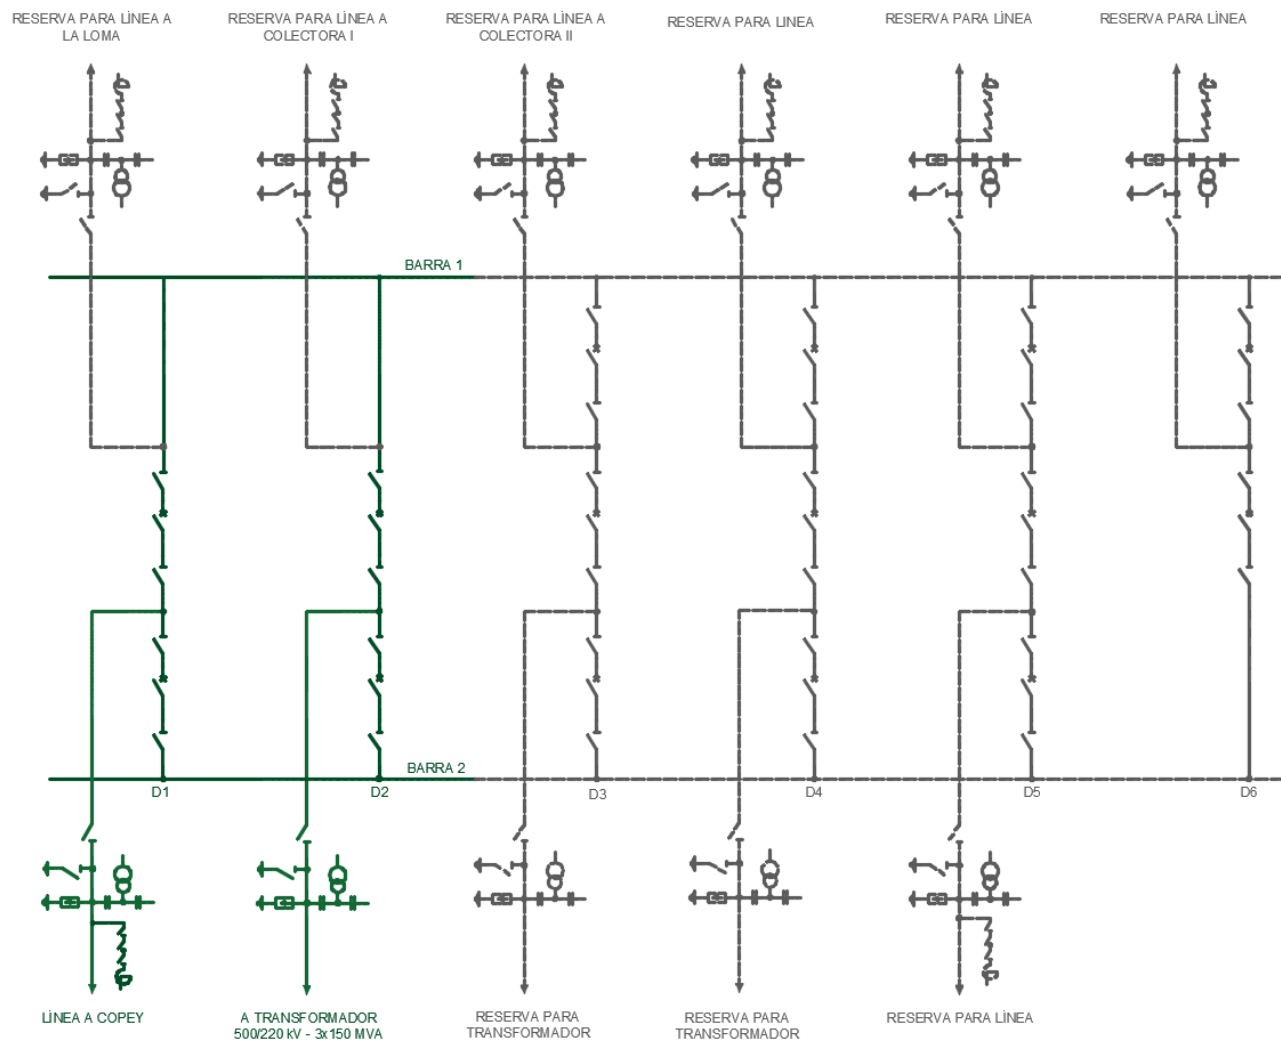 RESERVA PARA LÍNEA A
LA LOMA
RESERVA PARA LÍNEA A
COLECTORA I
RESERVA PARA LÍNEA A
COLECTORA II
RESERVA PARA LINEA
RESERVA PARA LÍNEA
RESERVA PARA LÍNEA
BARRA 1
BARRA 2
D1
D2
D3
D4
D5
D6
LÍNEA A COPEY
A TRANSFORMADOR
500/220 kV - 3x150 MVA
RESERVA PARA
TRANSFORMADOR
RESERVA PARA
TRANSFORMADOR
RESERVA PARA LÍNEA